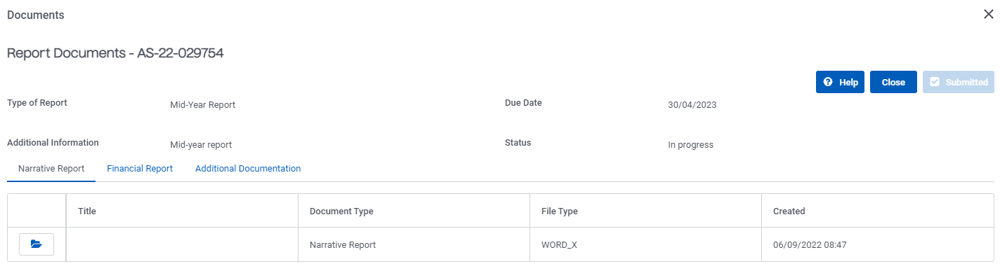 Documents
Report Documents - AS-22-029754
Help Close Submitted
Type of Report Mid-Year Report Due Date 30/04/2023
Additional Information Mid-year report Status In progress
Narrative Report Financial Report Additional Documentation
Title Document Type File Type Created
Narrative Report WORD_X 06/09/2022 08:47